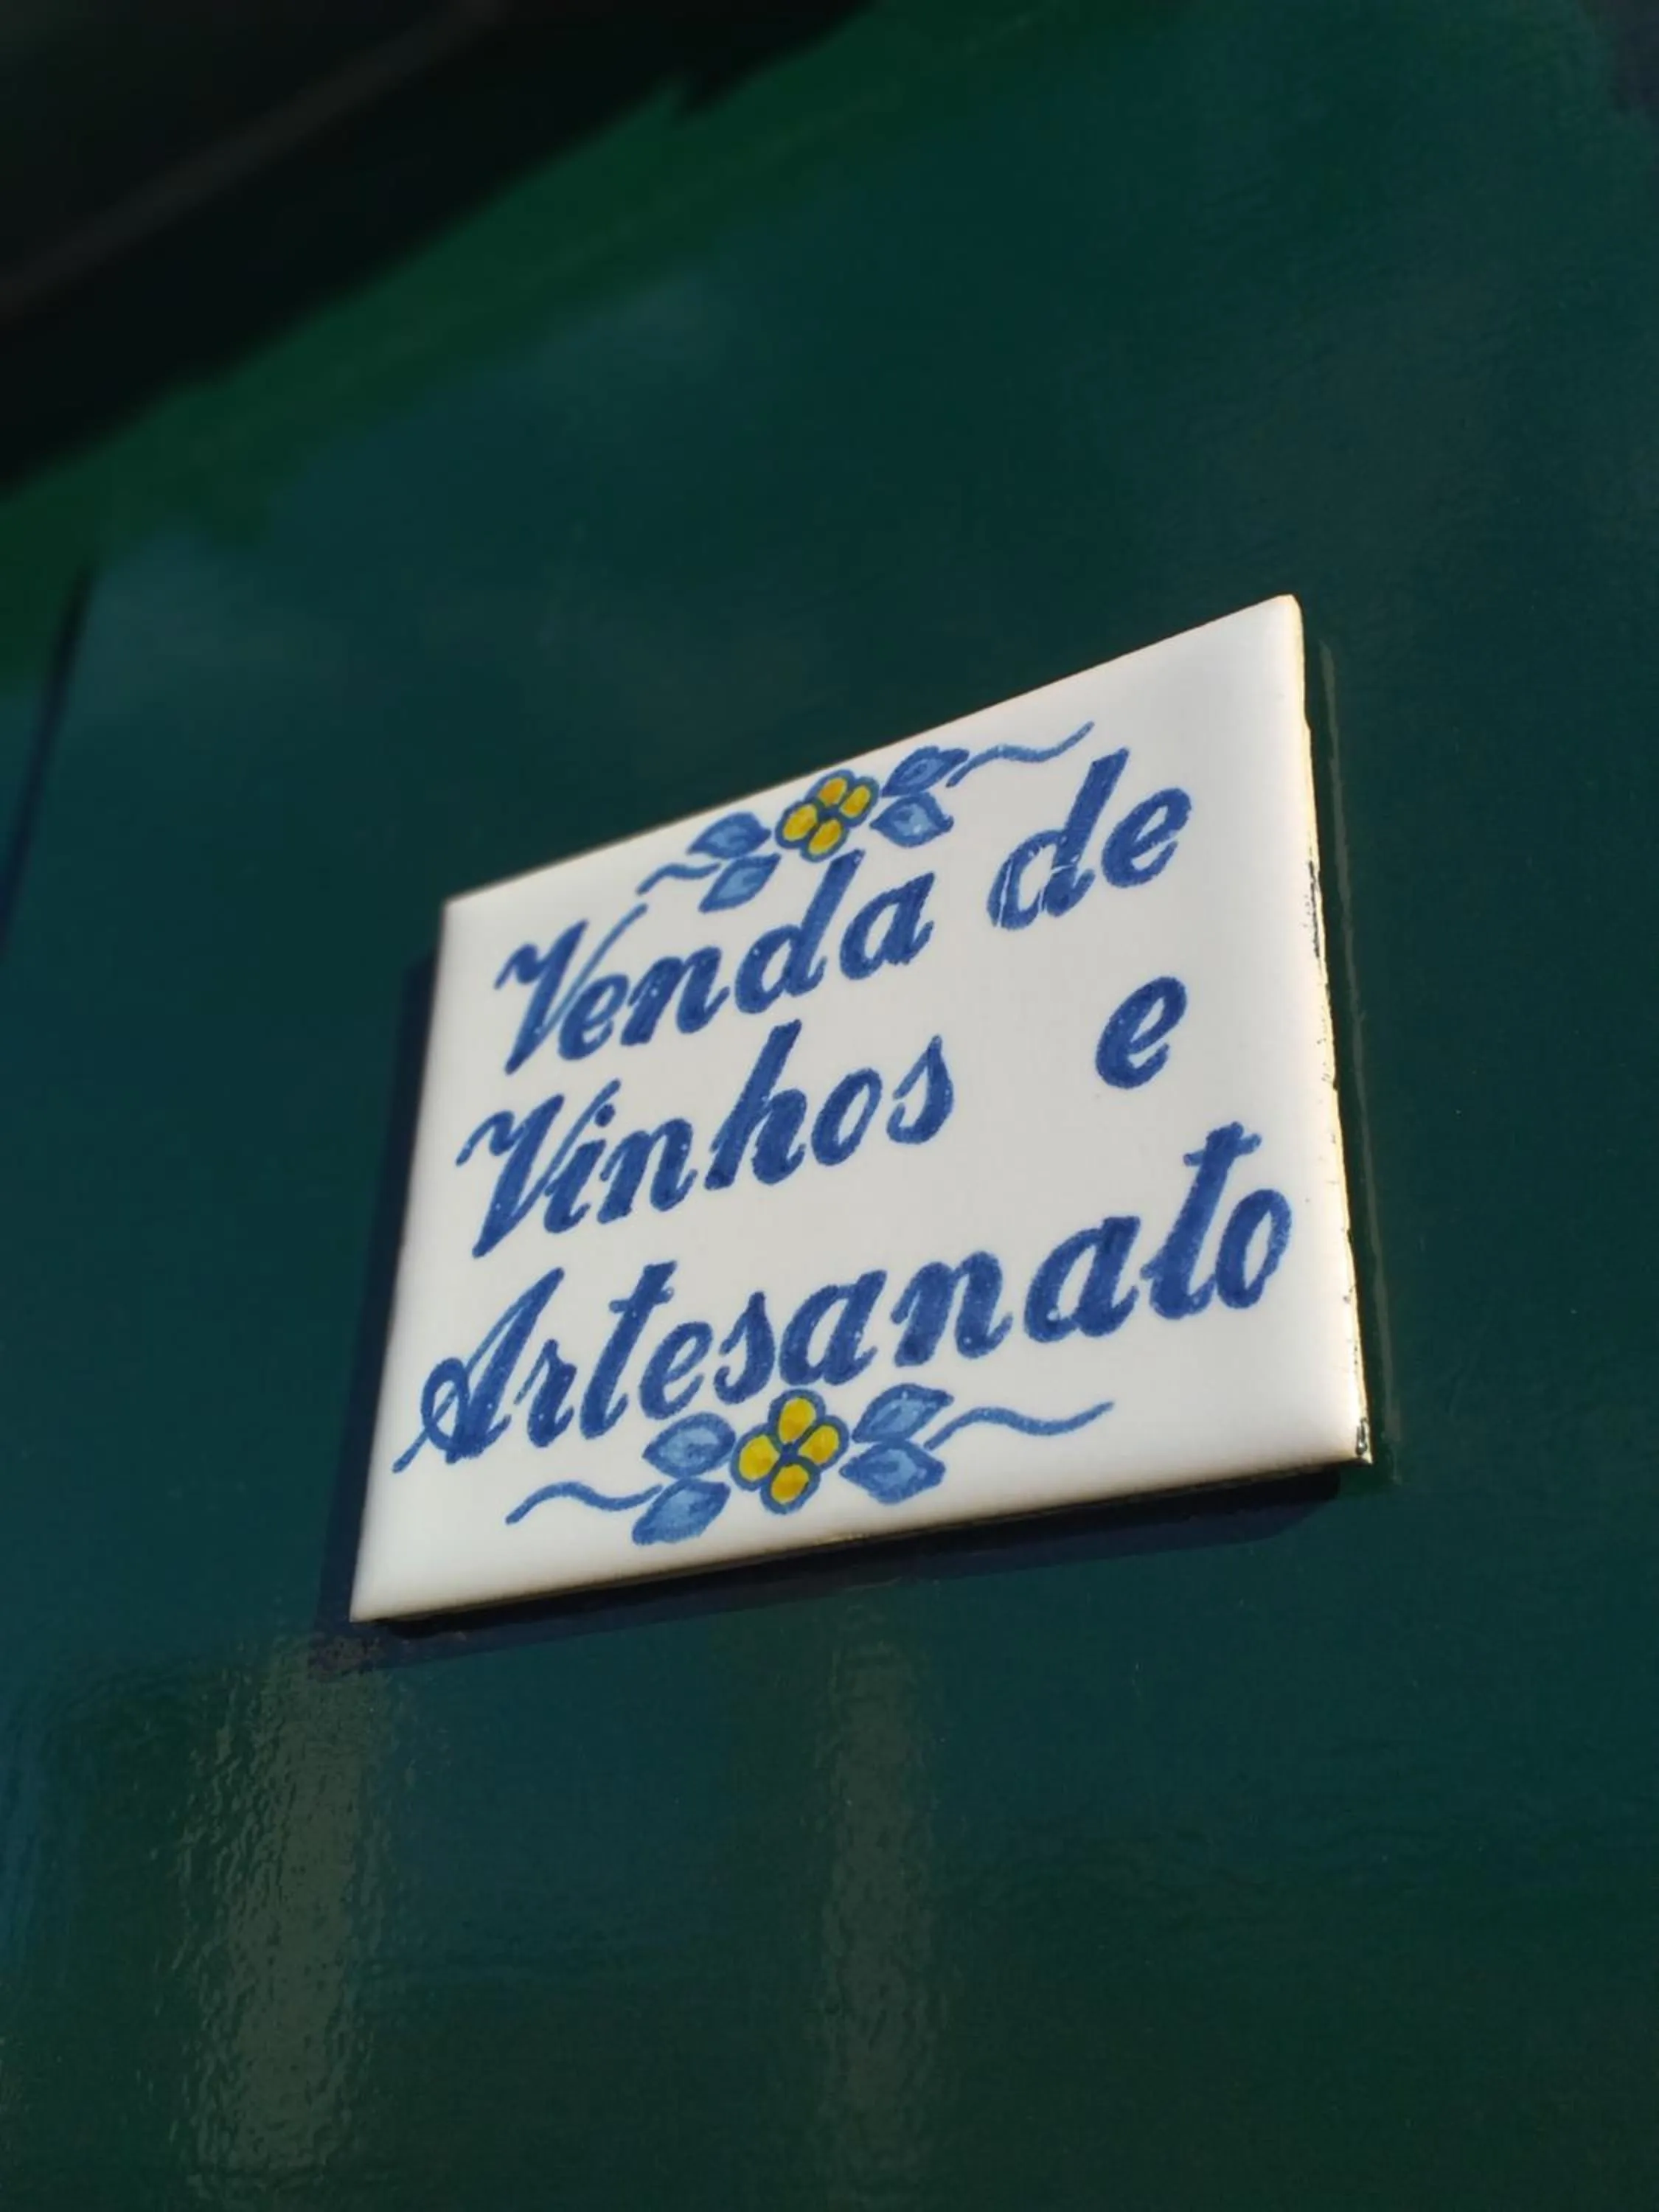 Venda de
Vinhos e
Artesanato